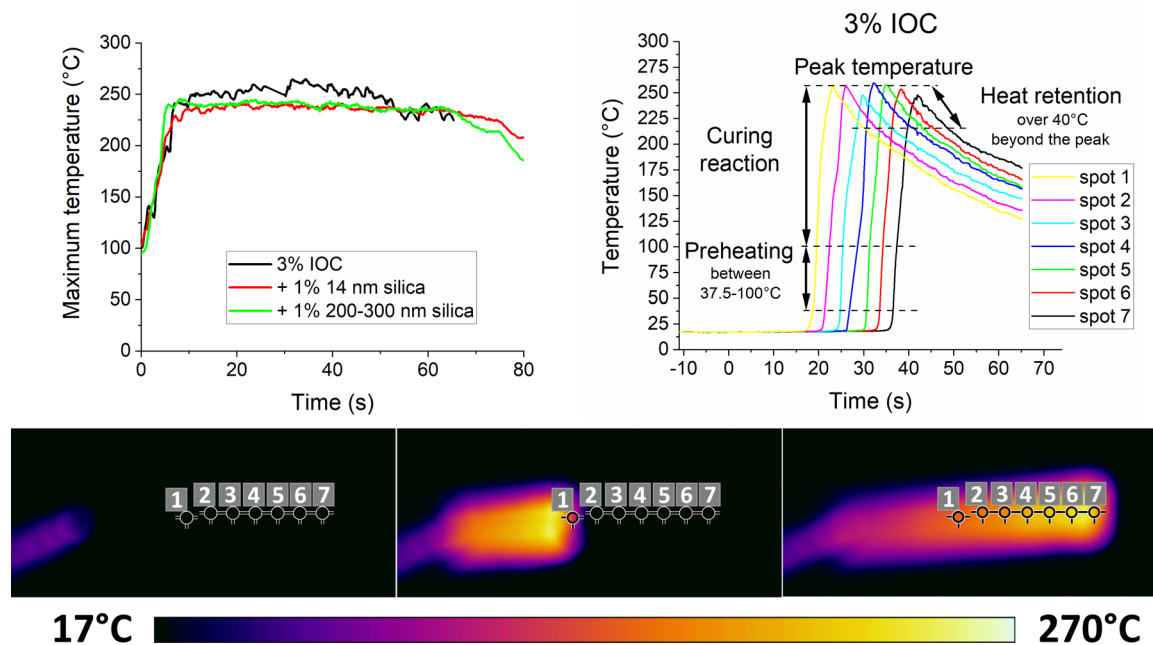 300
250
200
150
100
50
0
Maximum temperature (°C)
3% IOC
+ 1% 14 nm silica
+ 1% 200-300 nm silica
0 20 40 60 80
Time (s)
3% IOC
300
275
250
225
200
175
150
125
100
75
50
25
0
Temperature (°C)
Peak temperature
Heat retention
over 40°C
beyond the peak
Curing
reaction
Preheating
between
37.5-100°C
spot 1
spot 2
spot 3
spot 4
spot 5
spot 6
spot 7
-10 0 10 20 30 40 50 60 70
Time (s)
1 2 3 4 5 6 7
1 2 3 4 5 6 7
1 2 3 4 5 6 7
17°C 270°C